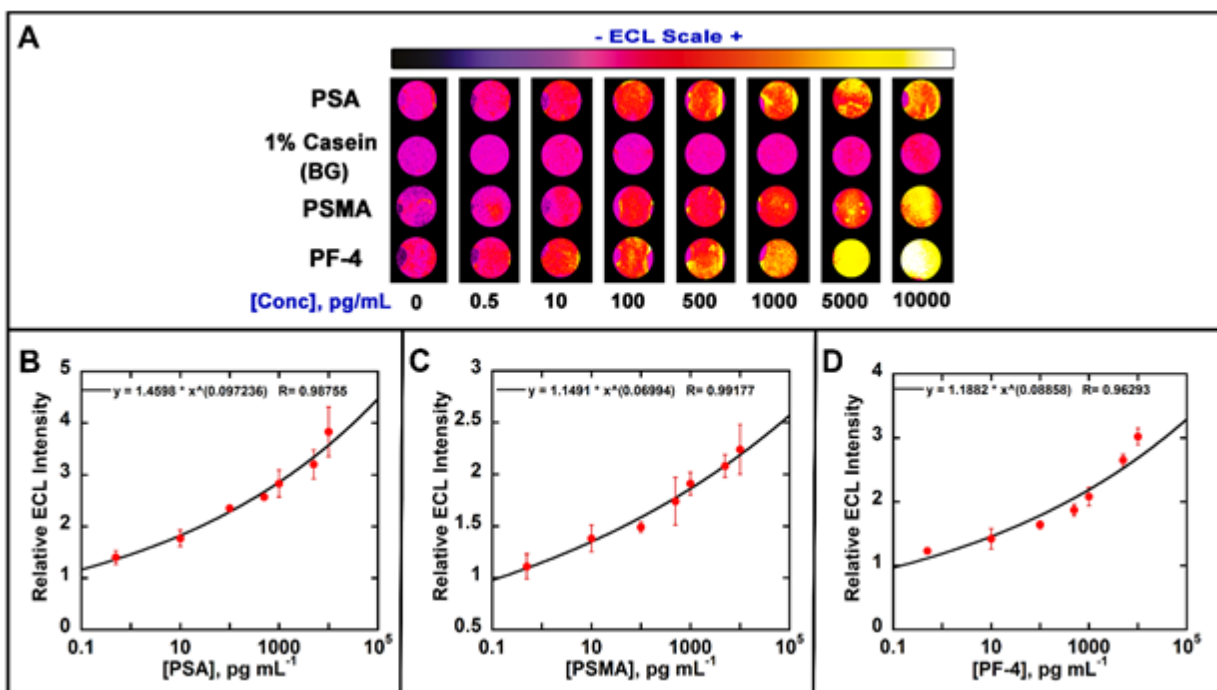 A
- ECL Scale +
PSA
1% Casein
(BG)
PSMA
PF-4
[Conc], pg/mL 0 0.5 10 100 500 1000 5000 10000
B
y = 1.4598 * x^(0.097236) R= 0.98755
Relative ECL Intensity
5
4
3
2
1
0
0.1 10 1000 10^5
[PSA], pg mL^-1
C
y = 1.1491 * x^(0.06994) R= 0.99177
Relative ECL Intensity
3
2.5
2
1.5
1
0.5
0.1 10 1000 10^5
[PSMA], pg mL^-1
D
y = 1.1882 * x^(0.08858) R= 0.96293
Relative ECL Intensity
4
3
2
1
0
0.1 10 1000 10^5
[PF-4], pg mL^-1